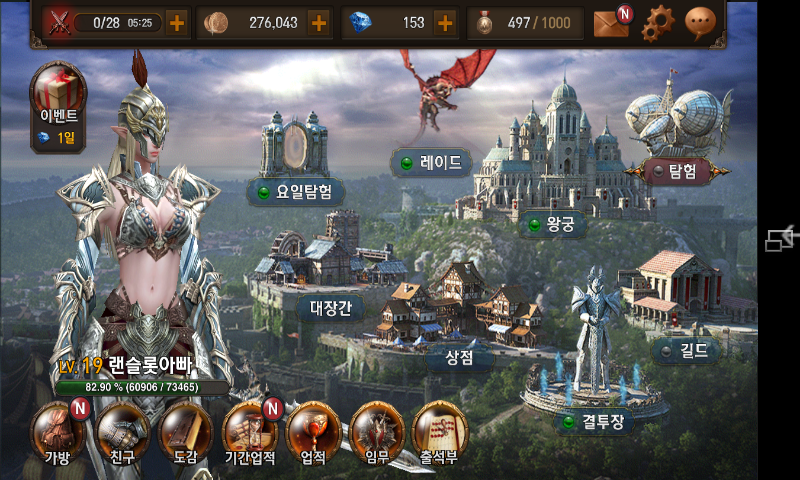 0/28 05:25
276,043
153
497 / 1000
N
이벤트
1일
레이드
탐험
요일탐험
왕궁
대장간
상점
길드
결투장
LV.19 랜슬롯아빠
82.90 % (60906 / 73465)
N
N
가방
친구
도감
기간업적
업적
임무
출석부